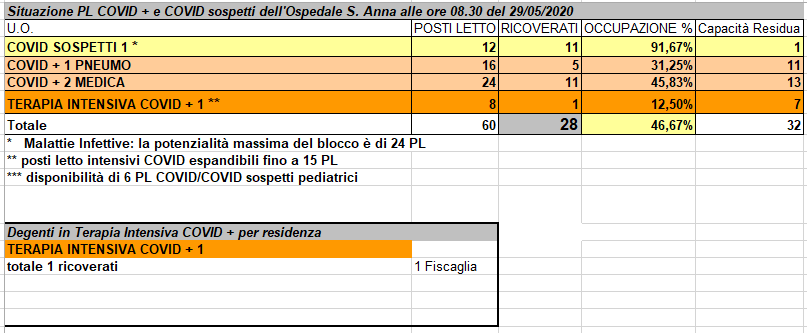 Situazione PL COVID + e COVID sospetti dell'Ospedale S. Anna alle ore 08.30 del 29/05/2020
U.O. POSTI LETTO RICOVERATI OCCUPAZIONE % Capacità Residua
COVID SOSPETTI 1 * 12 11 91,67% 1
COVID + 1 PNEUMO 16 5 31,25% 11
COVID + 2 MEDICA 24 11 45,83% 13
TERAPIA INTENSIVA COVID + 1 ** 8 1 12,50% 7
Totale 60 28 46,67% 32
* Malattie Infettive: la potenzialità massima del blocco è di 24 PL
** posti letto intensivi COVID espandibili fino a 15 PL
*** disponibilità di 6 PL COVID/COVID sospetti pediatrici
Degenti in Terapia Intensiva COVID + per residenza
TERAPIA INTENSIVA COVID + 1
totale 1 ricoverati 1 Fiscaglia